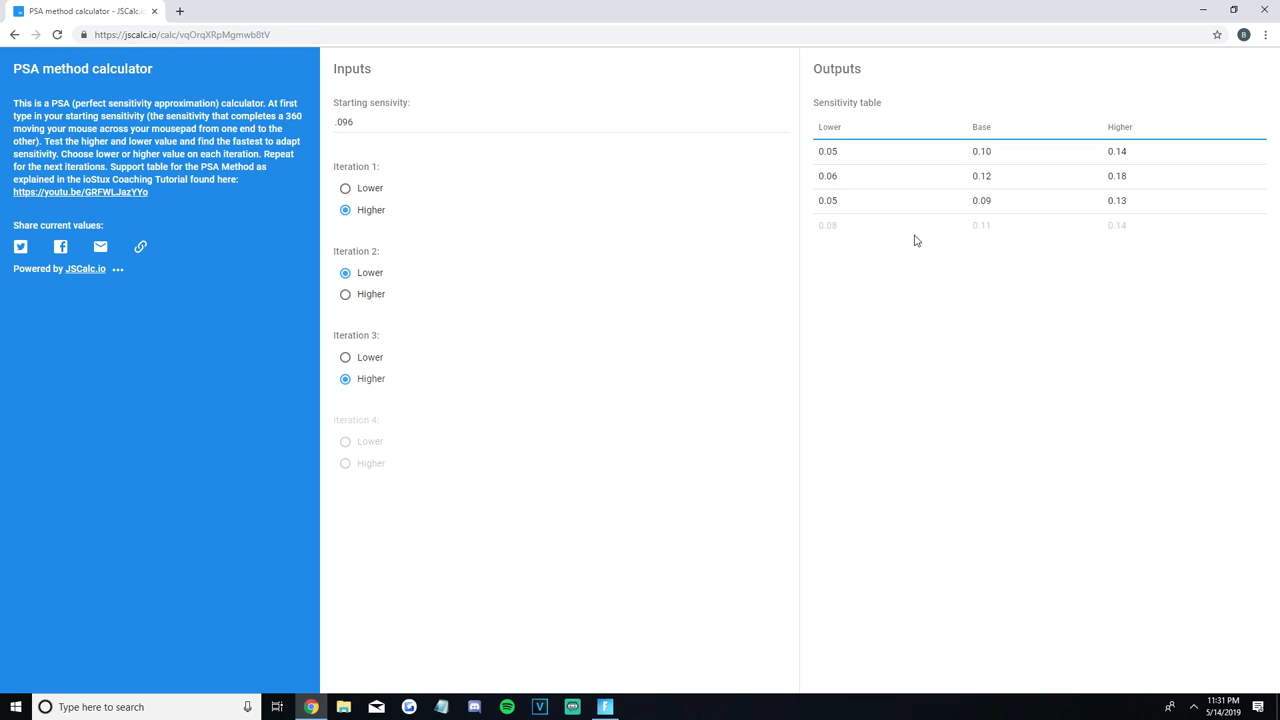 PSA method calculator - JSCalc.io
https://jscalc.io/calc/vqOrqXRpMgmwb8tV
B
PSA method calculator
This is a PSA (perfect sensitivity approximation) calculator. At first
type in your starting sensitivity (the sensitivity that completes a 360
moving your mouse across your mousepad from one end to the
other). Test the higher and lower value and find the fastest to adapt
sensitivity. Choose lower or higher value on each iteration. Repeat
for the next iterations. Support table for the PSA Method as
explained in the ioStux Coaching Tutorial found here:
https://youtu.be/GRFWLJazYYo
Share current values:
Powered by JSCalc.io
Inputs
Starting sensivity:
.096
Iteration 1:
Lower
Higher
Iteration 2:
Lower
Higher
Iteration 3:
Lower
Higher
Iteration 4:
Lower
Higher
Outputs
Sensitivity table
Lower Base Higher
0.05 0.10 0.14
0.06 0.12 0.18
0.05 0.09 0.13
0.08 0.11 0.14
Type here to search
11:31 PM
5/14/2019